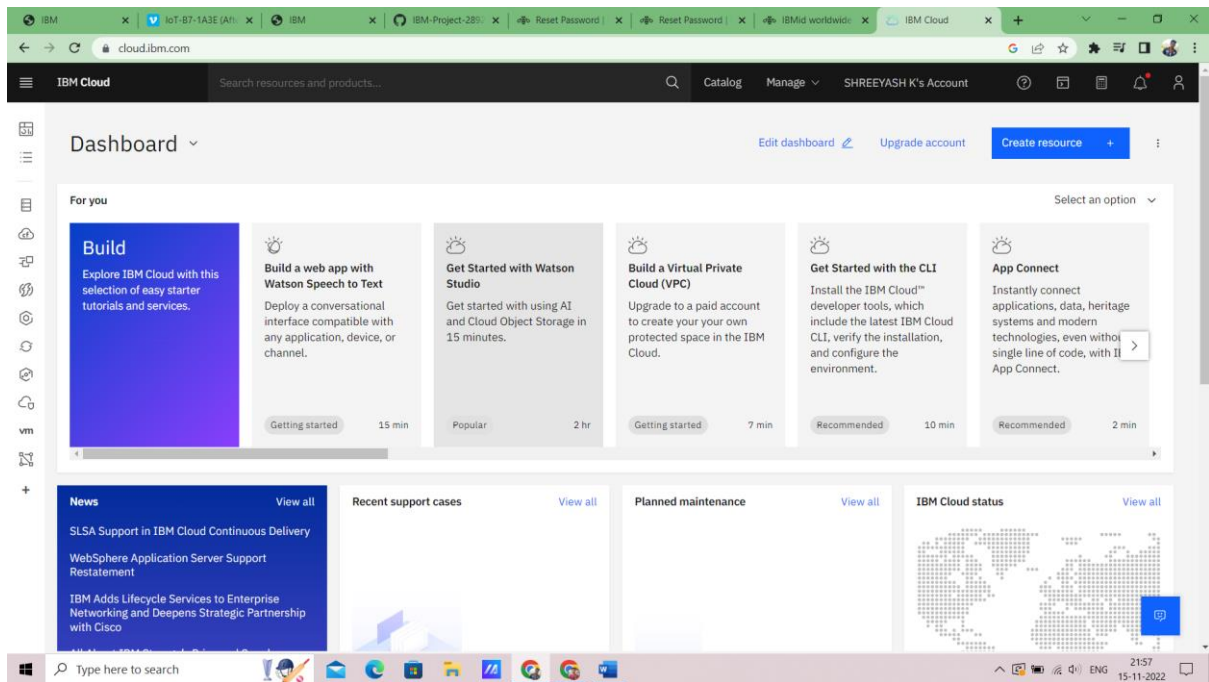 IBM
IoT-B7-1A3E (Aft
IBM
IBM-Project-289
Reset Password |
Reset Password |
IBMid worldwide
IBM Cloud
cloud.ibm.com
IBM Cloud
Search resources and products...
Catalog
Manage
SHREEYASH K's Account
Dashboard
Edit dashboard
Upgrade account
Create resource +
For you
Select an option
Build
Explore IBM Cloud with this
selection of easy starter
tutorials and services.
Build a web app with
Watson Speech to Text
Deploy a conversational
interface compatible with
any application, device, or
channel.
Getting started 15 min
Get Started with Watson
Studio
Get started with using AI
and Cloud Object Storage in
15 minutes.
Popular 2 hr
Build a Virtual Private
Cloud (VPC)
Upgrade to a paid account
to create your your own
protected space in the IBM
Cloud.
Getting started 7 min
Get Started with the CLI
Install the IBM Cloud™
developer tools, which
include the latest IBM Cloud
CLI, verify the installation,
and configure the
environment.
Recommended 10 min
App Connect
Instantly connect
applications, data, heritage
systems and modern
technologies, even
single line of code, with
App Connect.
Recommended 2 min
vm
News View all
SLSA Support in IBM Cloud Continuous Delivery
WebSphere Application Server Support
Restatement
IBM Adds Lifecycle Services to Enterprise
Networking and Deepens Strategic Partnership
with Cisco
Recent support cases View all
Planned maintenance View all
IBM Cloud status View all
Type here to search
ENG
21:57
15-11-2022